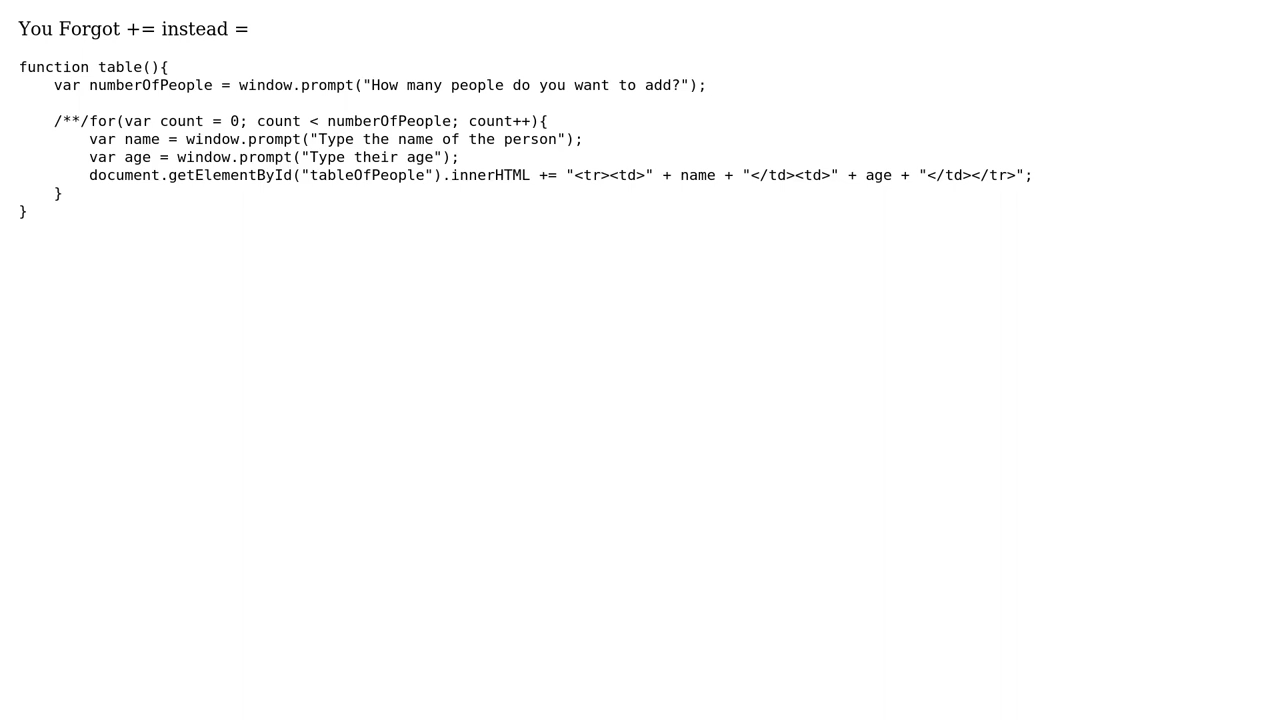 You Forgot += instead =
function table(){
    var numberOfPeople = window.prompt("How many people do you want to add?");
    /**/for(var count = 0; count < numberOfPeople; count++){
        var name = window.prompt("Type the name of the person");
        var age = window.prompt("Type their age");
        document.getElementById("tableOfPeople").innerHTML += "<tr><td>" + name + "</td><td>" + age + "</td></tr>";
    }
}